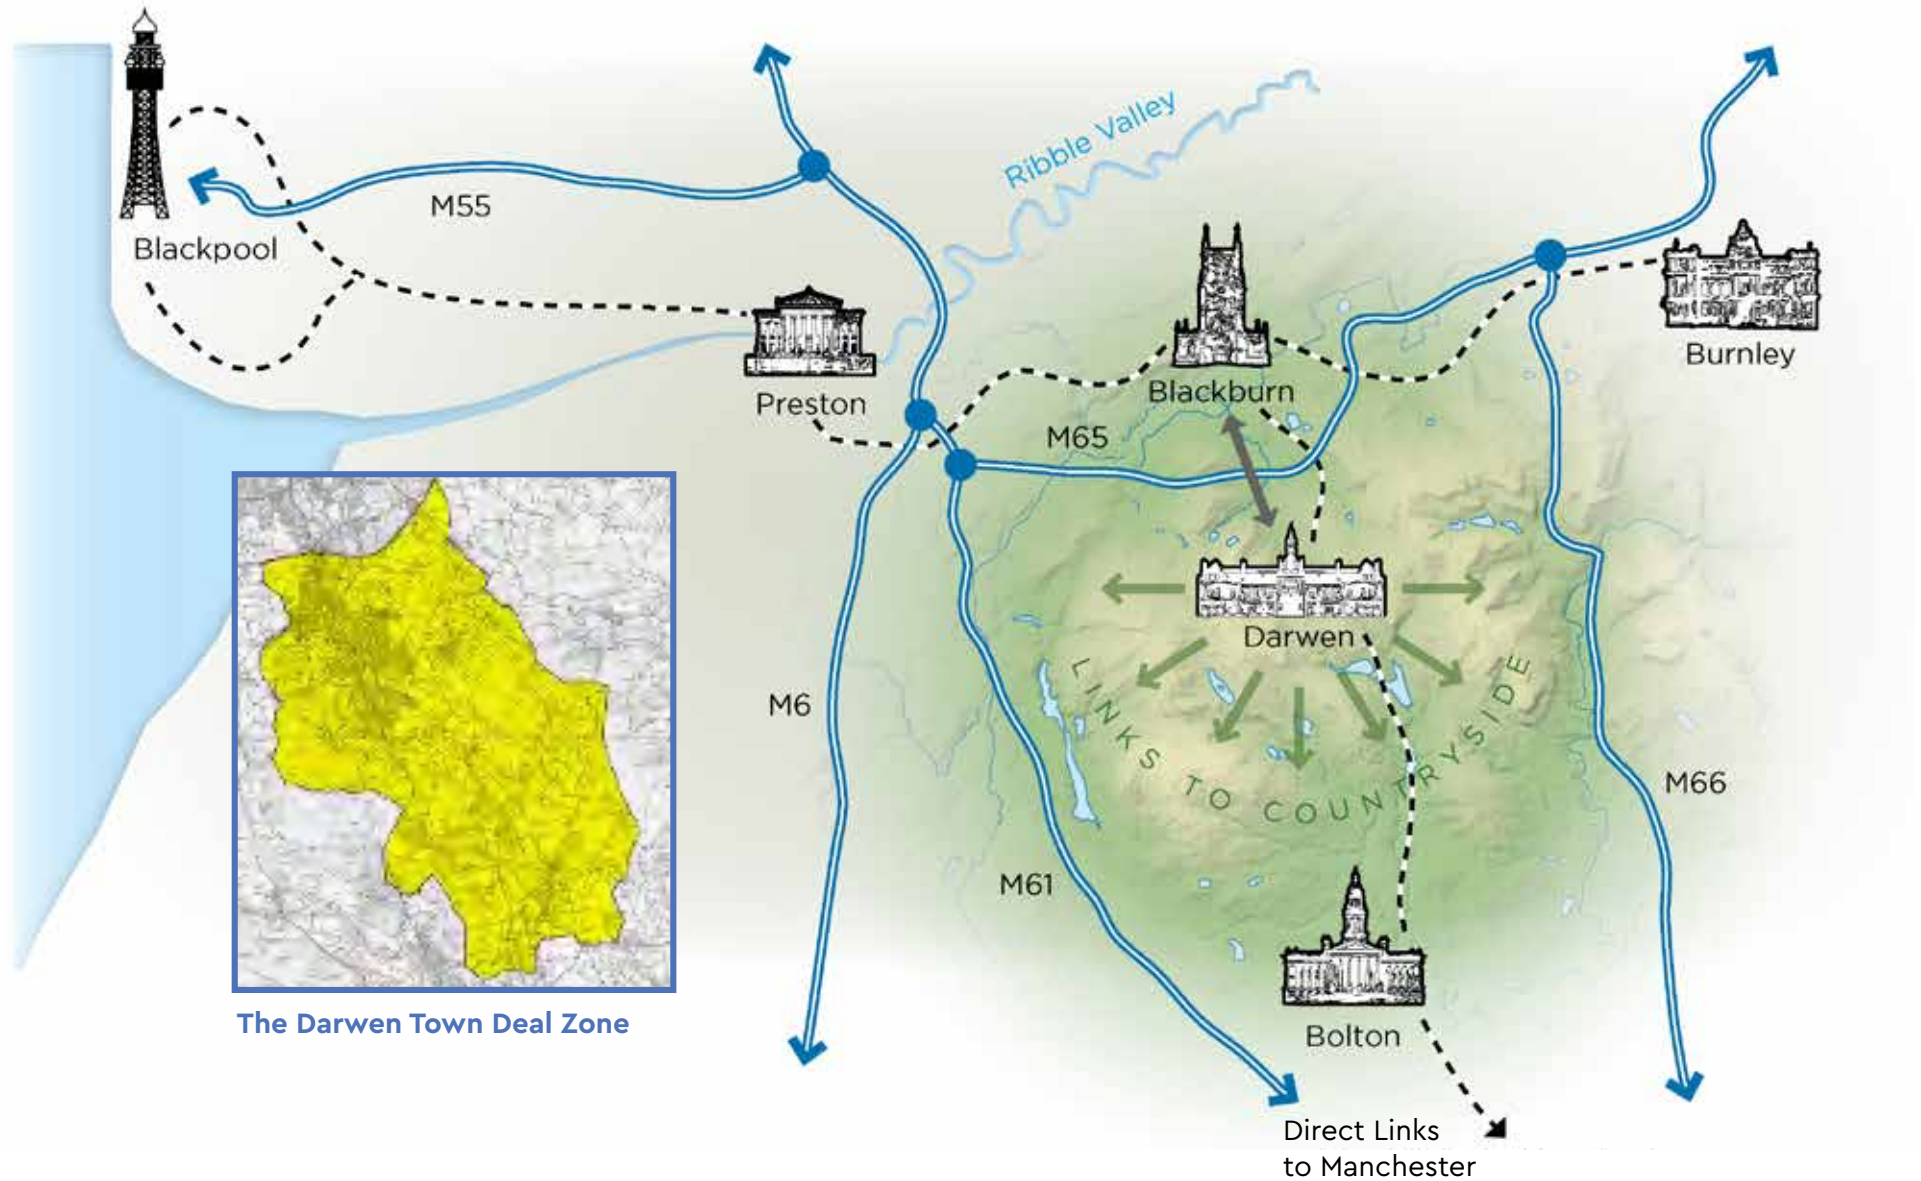 Ribble Valley
M55
Blackpool
Preston
Blackburn
Burnley
M65
Darwen
LINKS TO COUNTRYSIDE
M6
M66
M61
Bolton
The Darwen Town Deal Zone
Direct Links
to Manchester